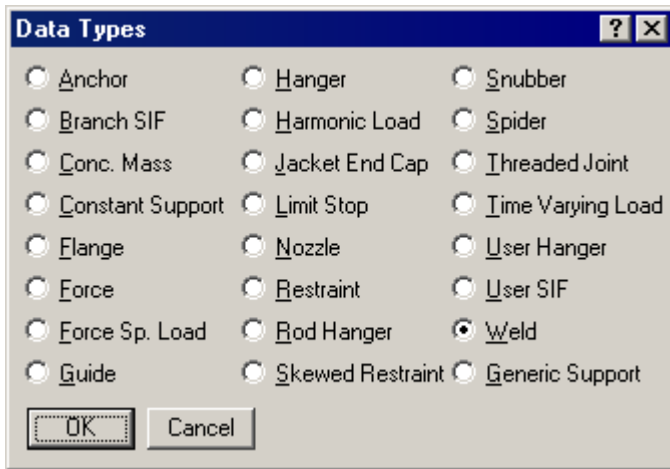 Data Types
Anchor Hanger Snubber
Branch SIF Harmonic Load Spider
Conc. Mass Jacket End Cap Threaded Joint
Constant Support Limit Stop Time Varying Load
Flange Nozzle User Hanger
Force Restraint User SIF
Force Sp. Load Rod Hanger Weld
Guide Skewed Restraint Generic Support
OK Cancel